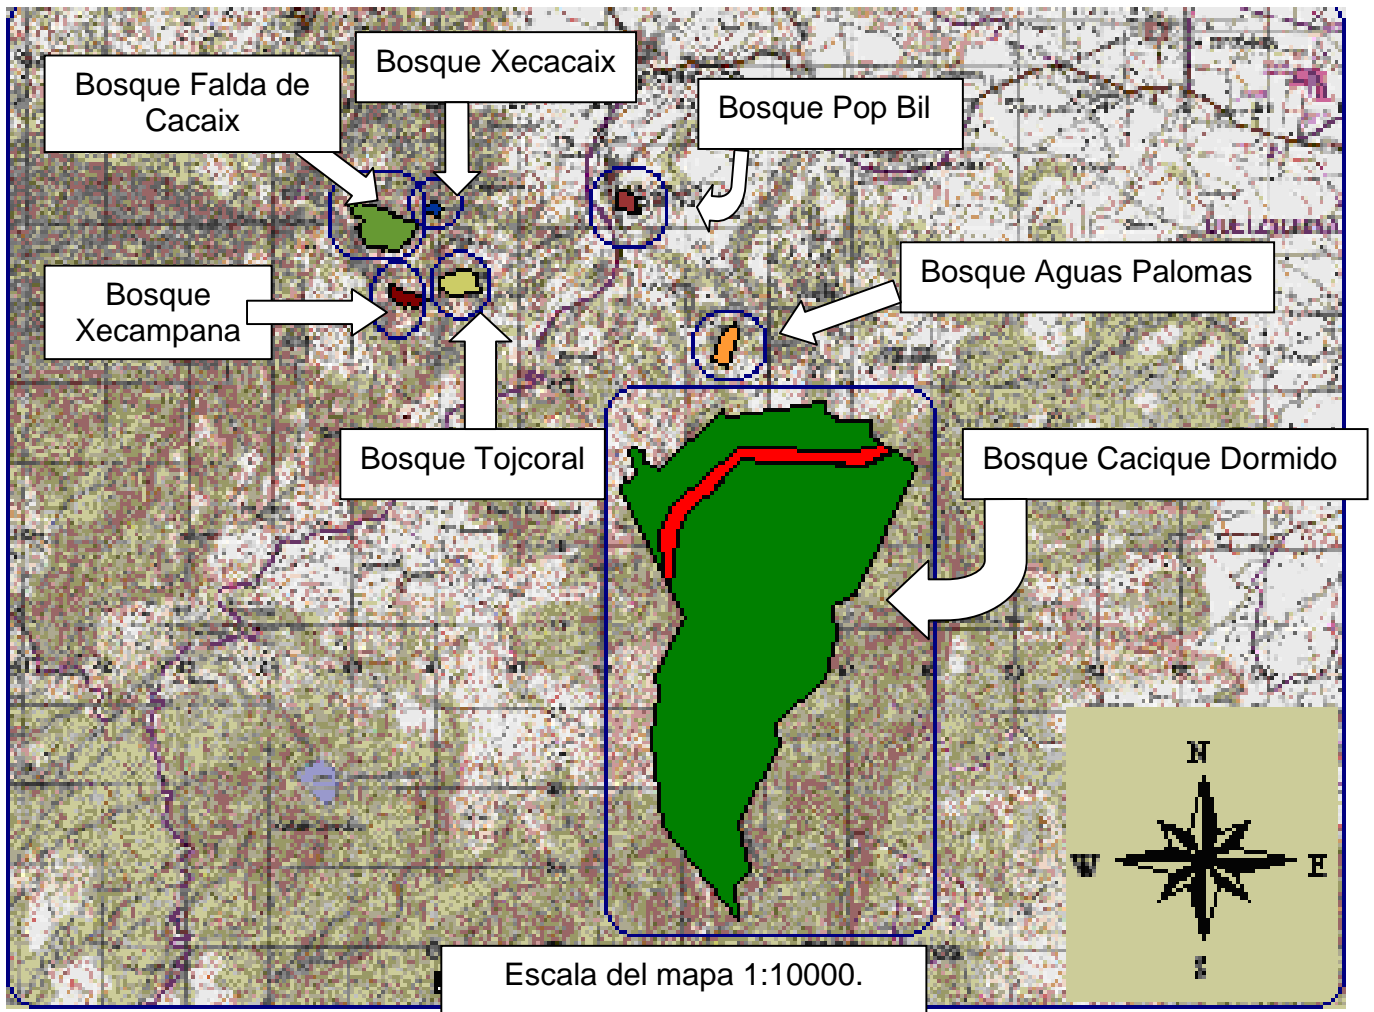 Bosque Xecacaix
Bosque Falda de
Cacaix
Bosque Pop Bil
Bosque Aguas Palomas
Bosque
Xecampana
Bosque Tojcoral
Bosque Cacique Dormido
N
W
E
S
Escala del mapa 1:10000.